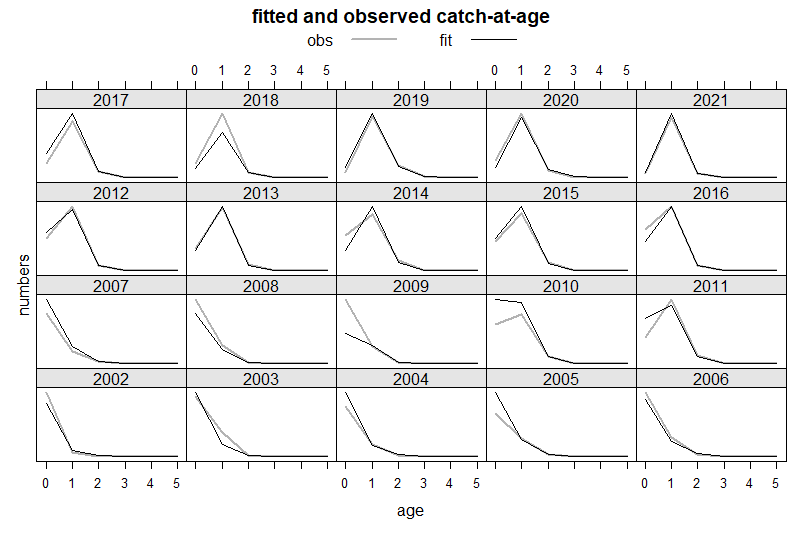 fitted and observed catch-at-age
obs fit
0 1 2 3 4 5 0 1 2 3 4 5
2017 2018 2019 2020 2021
2012 2013 2014 2015 2016
2007 2008 2009 2010 2011
2002 2003 2004 2005 2006
numbers
0 1 2 3 4 5 0 1 2 3 4 5 0 1 2 3 4 5
age